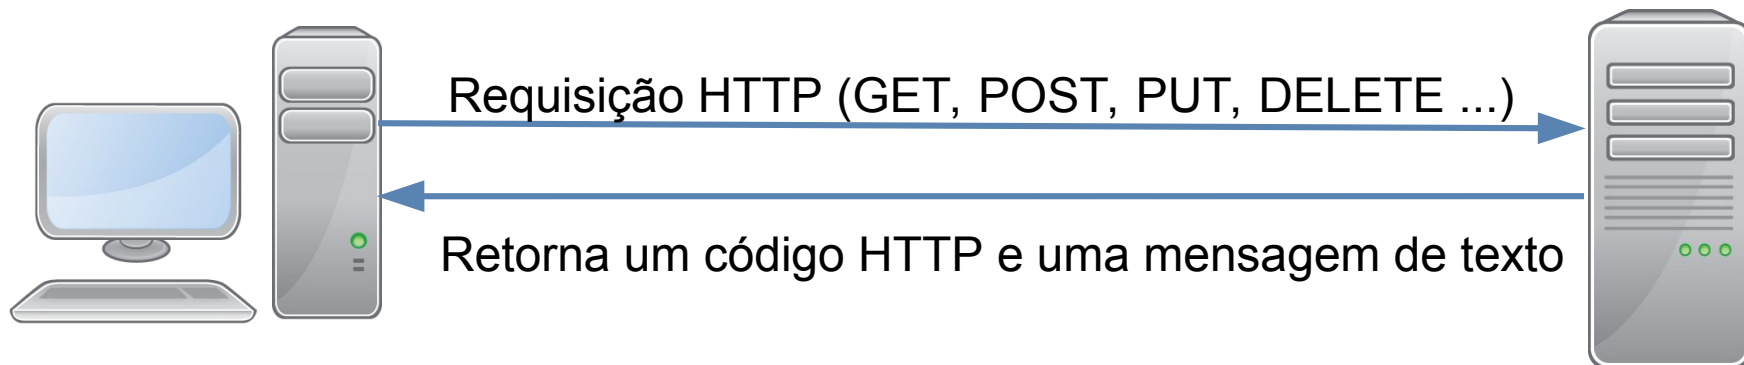 Requisição HTTP (GET, POST, PUT, DELETE ...)
Retorna um código HTTP e uma mensagem de texto